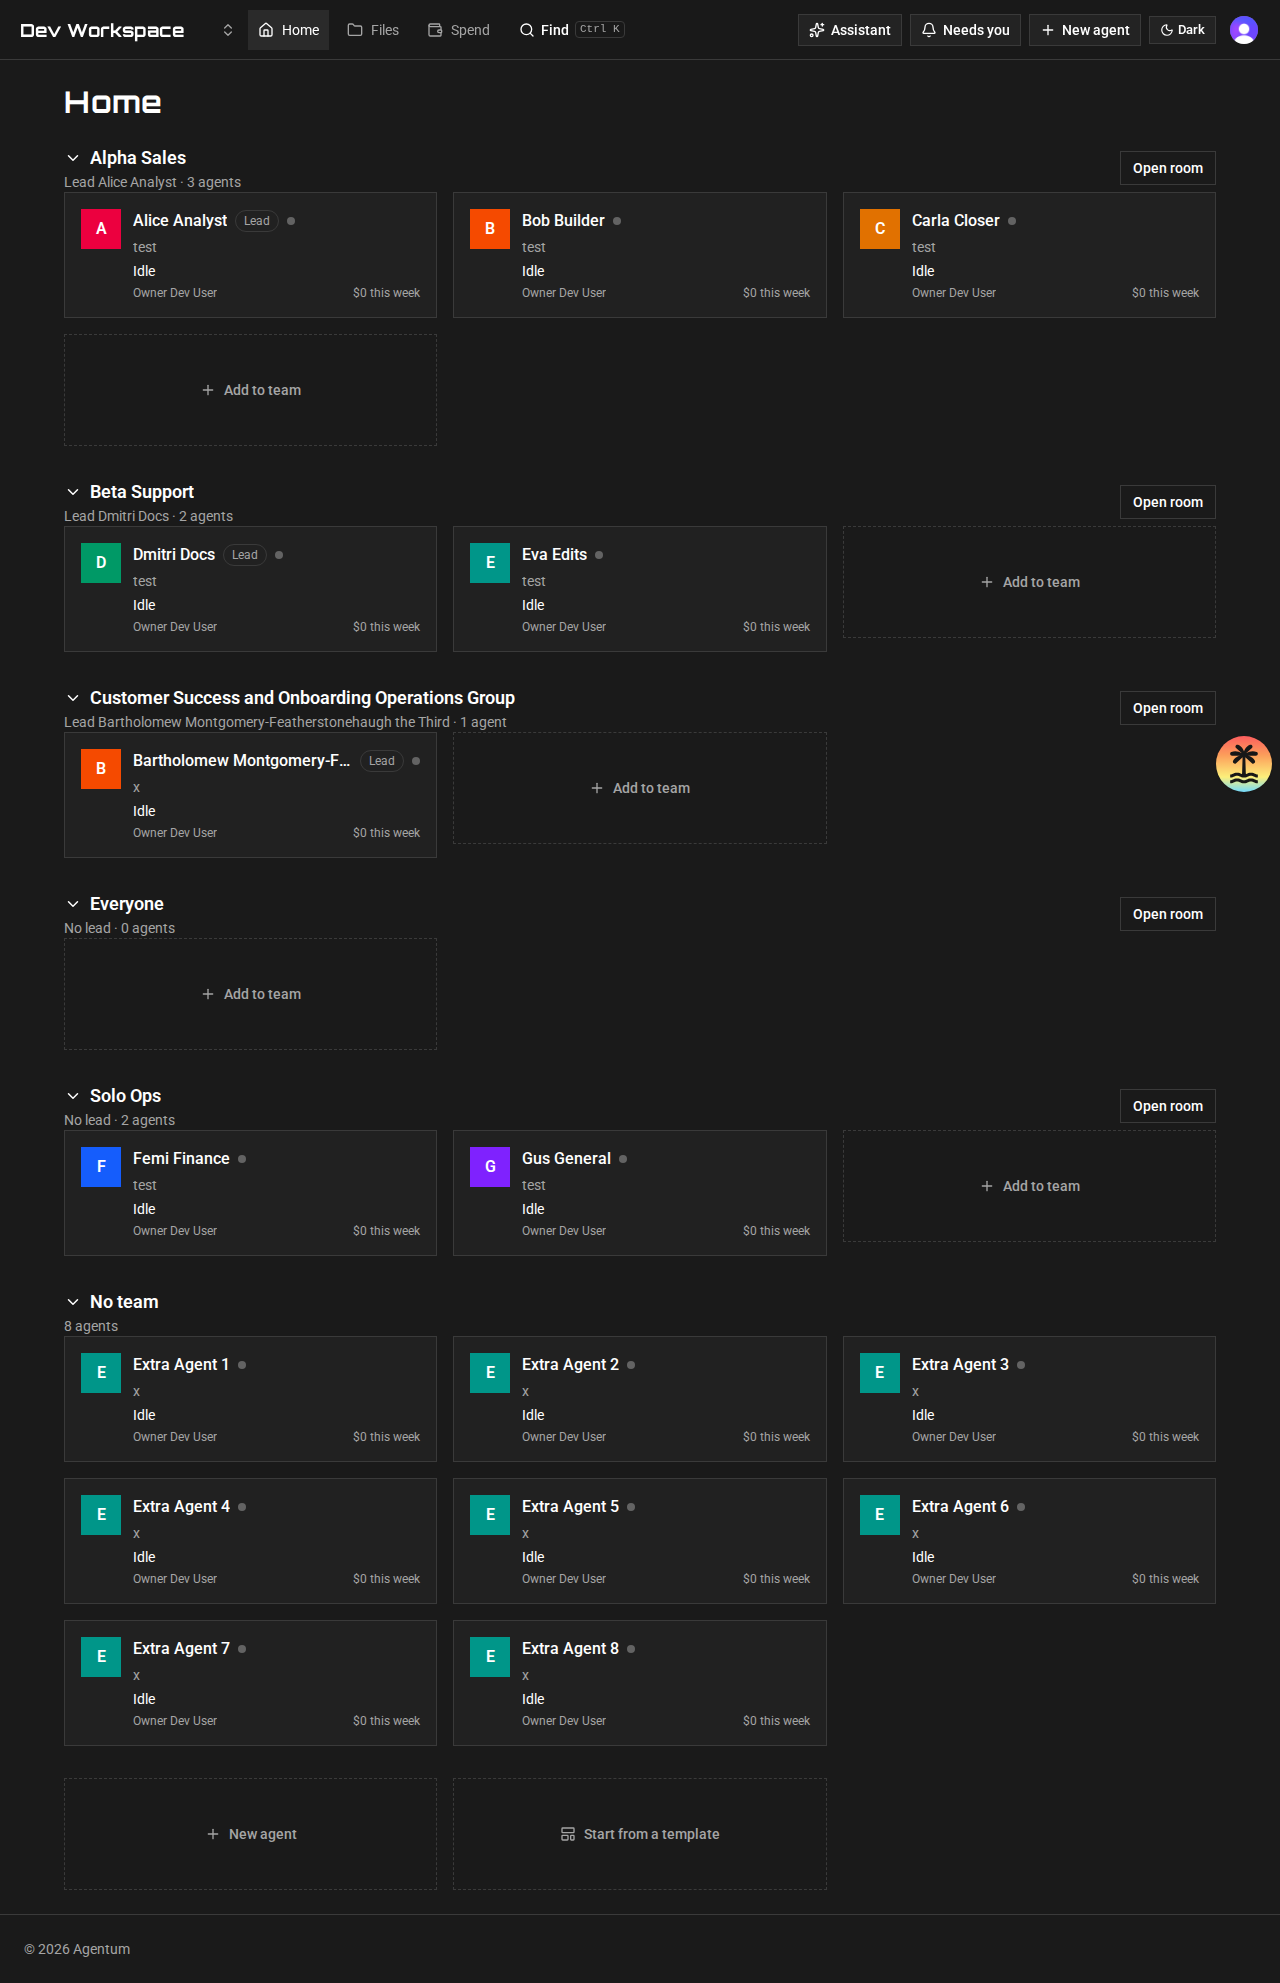 Dev Workspace Home Files Spend Find Ctrl K Assistant Needs you New agent Dark
Home
Alpha Sales
Open room
Lead Alice Analyst · 3 agents
A Alice Analyst Lead
test
Idle
Owner Dev User $0 this week
B Bob Builder
test
Idle
Owner Dev User $0 this week
C Carla Closer
test
Idle
Owner Dev User $0 this week
Add to team
Beta Support
Open room
Lead Dmitri Docs · 2 agents
D Dmitri Docs Lead
test
Idle
Owner Dev User $0 this week
E Eva Edits
test
Idle
Owner Dev User $0 this week
Add to team
Customer Success and Onboarding Operations Group
Open room
Lead Bartholomew Montgomery-Featherstonehaugh the Third · 1 agent
B Bartholomew Montgomery-F... Lead
x
Idle
Owner Dev User $0 this week
Add to team
Everyone
Open room
No lead · 0 agents
Add to team
Solo Ops
Open room
No lead · 2 agents
F Femi Finance
test
Idle
Owner Dev User $0 this week
G Gus General
test
Idle
Owner Dev User $0 this week
Add to team
No team
8 agents
E Extra Agent 1
x
Idle
Owner Dev User $0 this week
E Extra Agent 2
x
Idle
Owner Dev User $0 this week
E Extra Agent 3
x
Idle
Owner Dev User $0 this week
E Extra Agent 4
x
Idle
Owner Dev User $0 this week
E Extra Agent 5
x
Idle
Owner Dev User $0 this week
E Extra Agent 6
x
Idle
Owner Dev User $0 this week
E Extra Agent 7
x
Idle
Owner Dev User $0 this week
E Extra Agent 8
x
Idle
Owner Dev User $0 this week
New agent
Start from a template
© 2026 Agentum